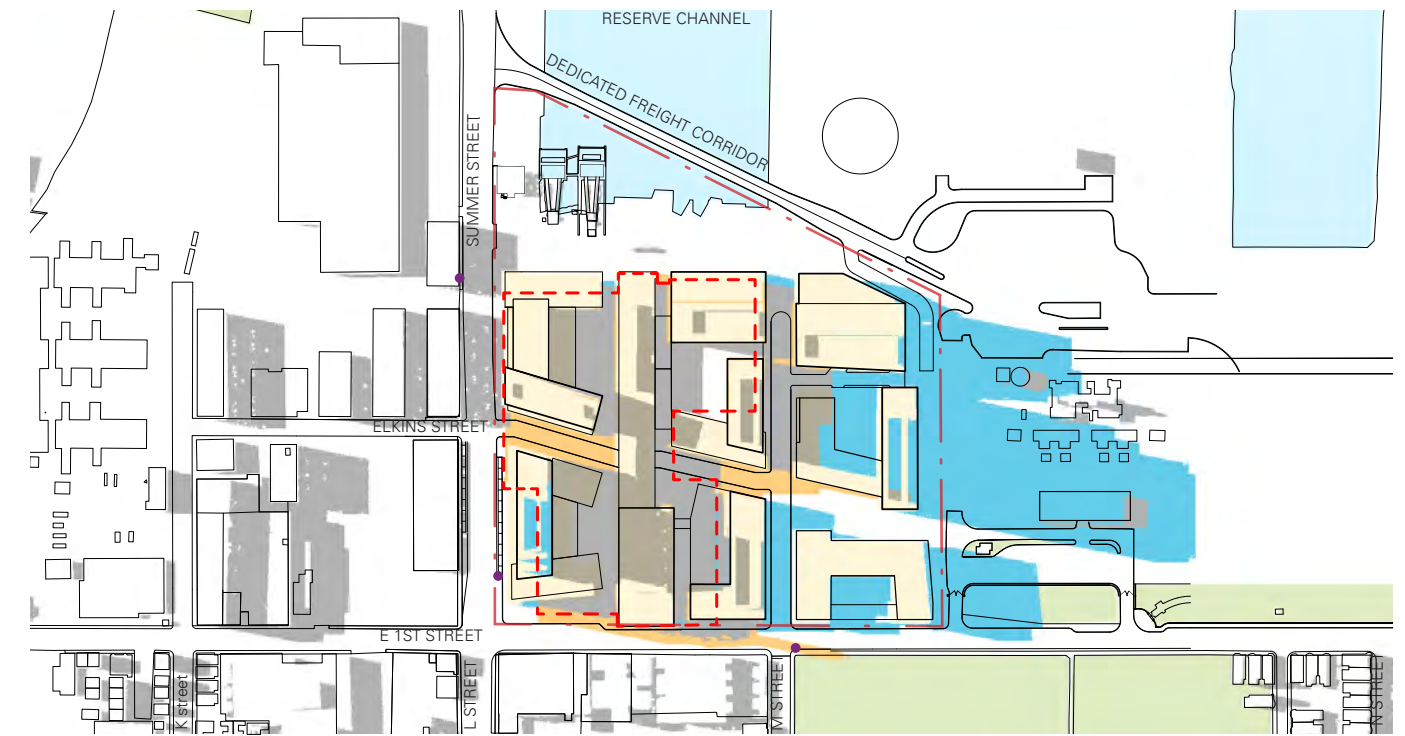 RESERVE CHANNEL
DEDICATED FREIGHT CORRIDOR
SUMMER STREET
ELKINS STREET
E 1ST STREET
K street
L STREET
M STREET
N STREET